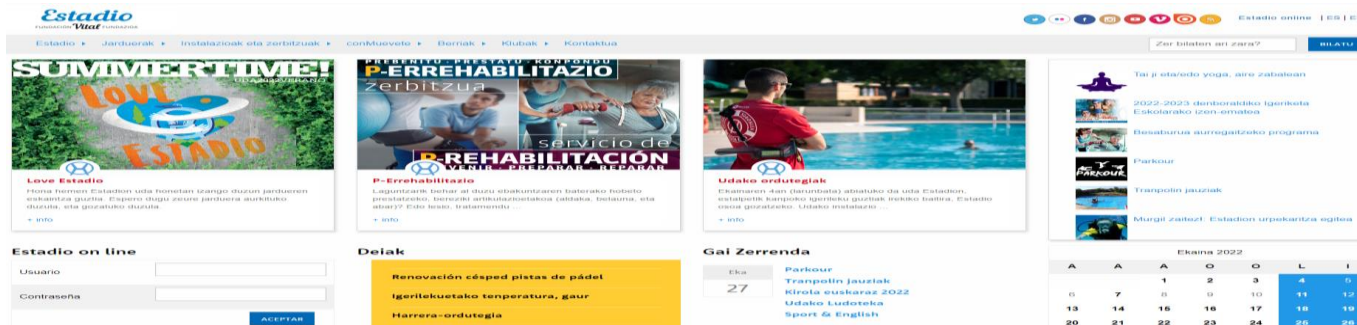 Estadio
FUNDACIÓN Vital FUNDAZIOA
Estadio online | ES | E
Estadio Jarduerak Instalazioak eta zerbitzuak conMuevete Berriak Klubak Kontaktua
Zer bilaten ari zara?
BILATU
SUMMERTIME!
UDA2022VERANO
LOVE
ESTADIO
Love Estadio
Hona hemen Estadion uda honetan izango duzun jardueren
eskaintza guztia. Espero dugu zeure jarduera aurkituko
duzula, eta gozatuko duzula.
+ info
PREBENITU · PRESTATU · KONPONDU
P-ERREHABILITAZIO
zerbitzua
servicio de
P-REHABILITACIÓN
VENIR · PREPARAR · REPARAR
P-Errehabilitazio
Laguntzarik behar al duzu ebakuntzaren baterako hobeto
prestatzeko, bereziki artikulazioetakoa (aldaka, belauna, eta
abar)? Edo lesio, tratamendu ...
+ info
Udako ordutegiak
Ekainaren 4an (larunbata) abiatuko da uda Estadion,
estalpetik kanpoko igerileku guztiak irekiko baitira, Estadio
osoa gozatzeko. Udako instalazio ...
+ info
Tai ji eta/edo yoga, aire zabalean
2022-2023 denboraldiko Igeriketa
Eskolarako izen-ematea
Besaburua aurregaitzeko programa
PARKOUR
Parkour
Tranpolin jauziak
Murgil zaitez!: Estadion urpekaritza egitea
Estadio on line
Usuario
Contraseña
ACEPTAR
Deiak
Renovación césped pistas de pádel
Igerilekuetako tenperatura, gaur
Harrera-ordutegia
Gai Zerrenda
Eka
27
Parkour
Tranpolin jauziak
Kirola euskaraz 2022
Udako Ludoteka
Sport & English
Ekaina 2022
A A A O O L I
1 2 3 4 5
6 7 8 9 10 11 12
13 14 15 16 17 18 19
20 21 22 23 24 25 26